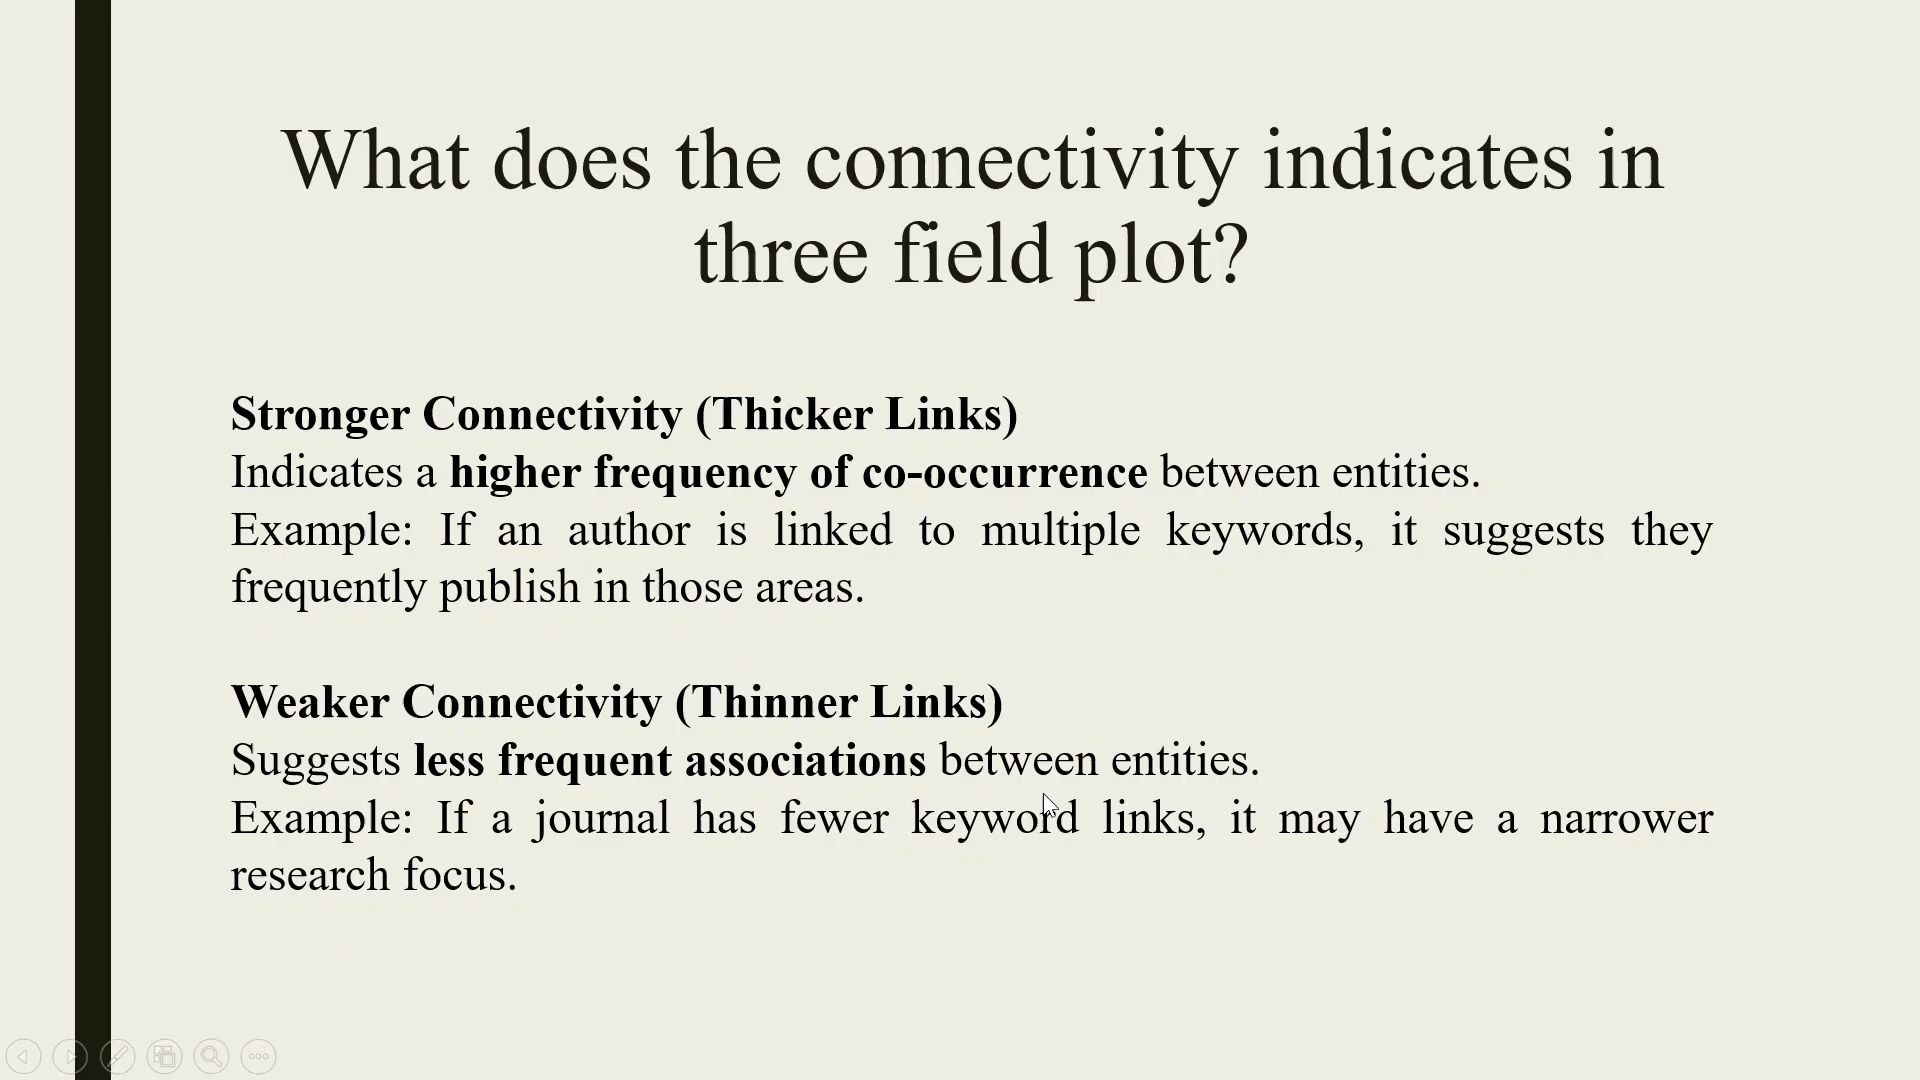 What does the connectivity indicates in
three field plot?
Stronger Connectivity (Thicker Links)
Indicates a higher frequency of co-occurrence between entities.
Example: If an author is linked to multiple keywords, it suggests they
frequently publish in those areas.
Weaker Connectivity (Thinner Links)
Suggests less frequent associations between entities.
Example: If a journal has fewer keyword links, it may have a narrower
research focus.